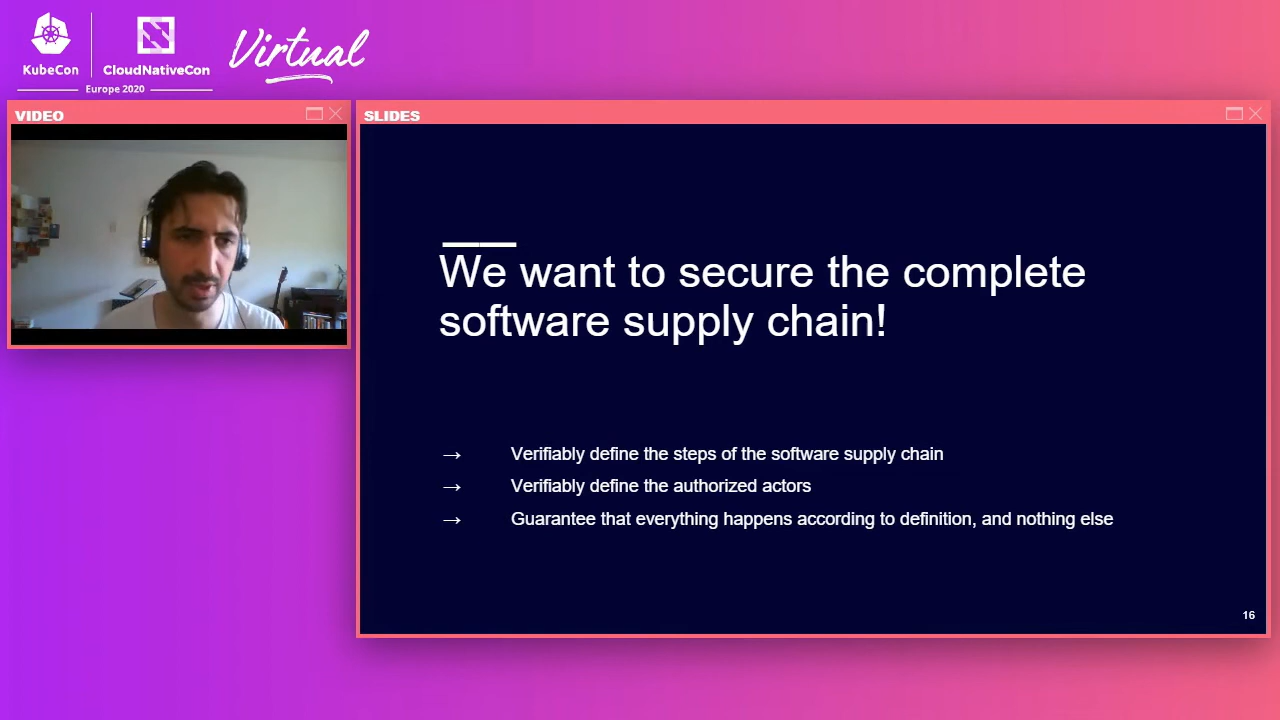 KubeCon
CloudNativeCon
Europe 2020
Virtual
VIDEO
SLIDES
We want to secure the complete
software supply chain!
→ Verifiably define the steps of the software supply chain
→ Verifiably define the authorized actors
→ Guarantee that everything happens according to definition, and nothing else
16